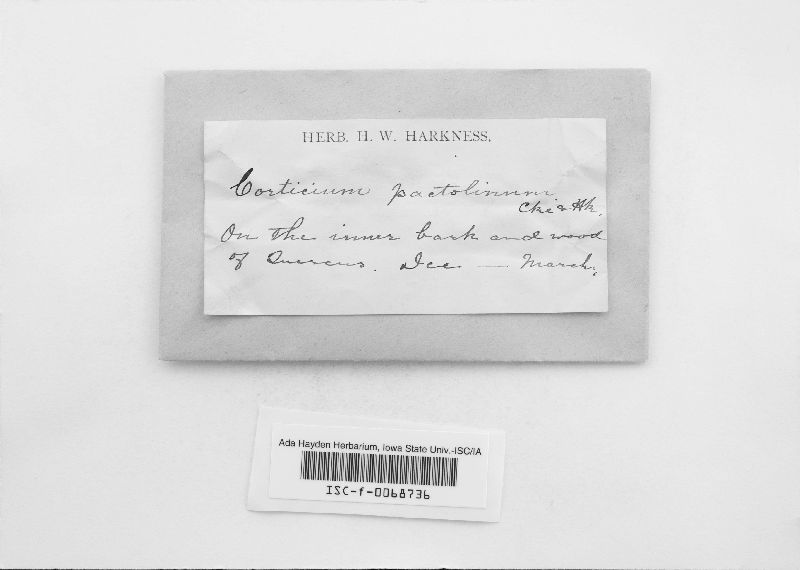 HERB. H. W. HARKNESS.
Corticium pactolinum
Cke & Hk.
On the inner bark and wood
of Quercus. Dec — March.
Ada Hayden Herbarium, Iowa State Univ.-ISC/IA
ISC-f-0068736